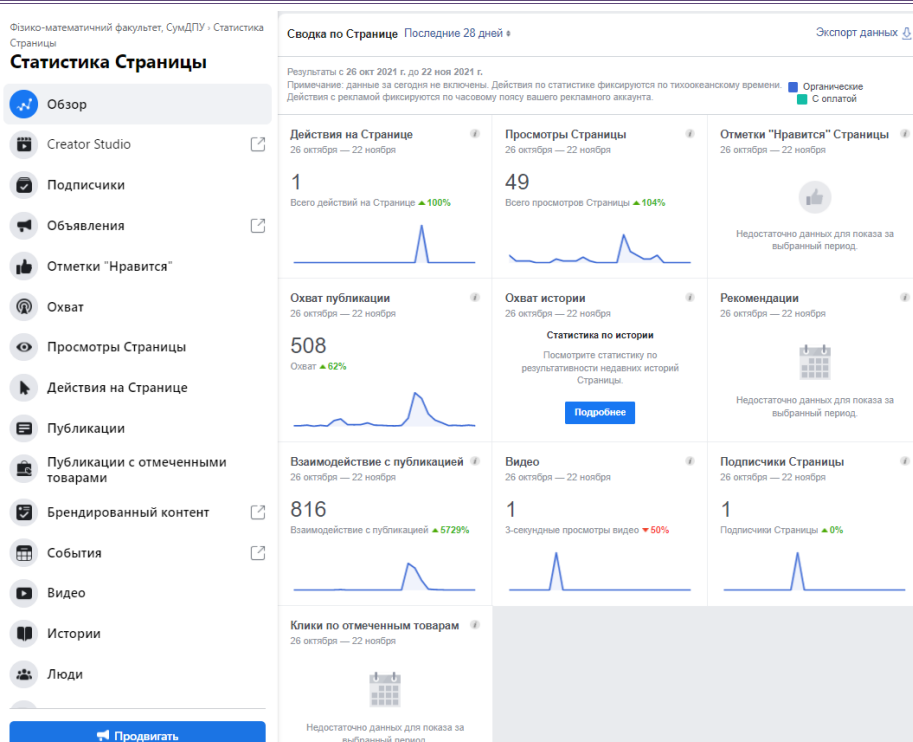 Фізико-математичний факультет, СумДПУ › Статистика
Страницы
Статистика Страницы
Обзор
Creator Studio
Подписчики
Объявления
Отметки "Нравится"
Охват
Просмотры Страницы
Действия на Странице
Публикации
Публикации с отмеченными
товарами
Брендированный контент
События
Видео
Истории
Люди
Продвигать
Сводка по Странице Последние 28 дней
Экспорт данных
Результаты с 26 окт 2021 г. до 22 ноя 2021 г.
Примечание: данные за сегодня не включены. Действия по статистике фиксируются по тихоокеанскому времени.
Действия с рекламой фиксируются по часовому поясу вашего рекламного аккаунта.
Органические
С оплатой
Действия на Странице
26 октября — 22 ноября
1
Всего действий на Странице ▲100%
Просмотры Страницы
26 октября — 22 ноября
49
Всего просмотров Страницы ▲104%
Отметки "Нравится" Страницы
26 октября — 22 ноября
Недостаточно данных для показа за
выбранный период.
Охват публикации
26 октября — 22 ноября
508
Охват ▲62%
Охват истории
26 октября — 22 ноября
Статистика по истории
Посмотрите статистику по
результативности недавних историй
Страницы.
Подробнее
Рекомендации
26 октября — 22 ноября
Недостаточно данных для показа за
выбранный период.
Взаимодействие с публикацией
26 октября — 22 ноября
816
Взаимодействие с публикацией ▲5729%
Видео
26 октября — 22 ноября
1
3-секундные просмотры видео ▼50%
Подписчики Страницы
26 октября — 22 ноября
1
Подписчики Страницы ▲0%
Клики по отмеченным товарам
26 октября — 22 ноября
Недостаточно данных для показа за
выбранный период.